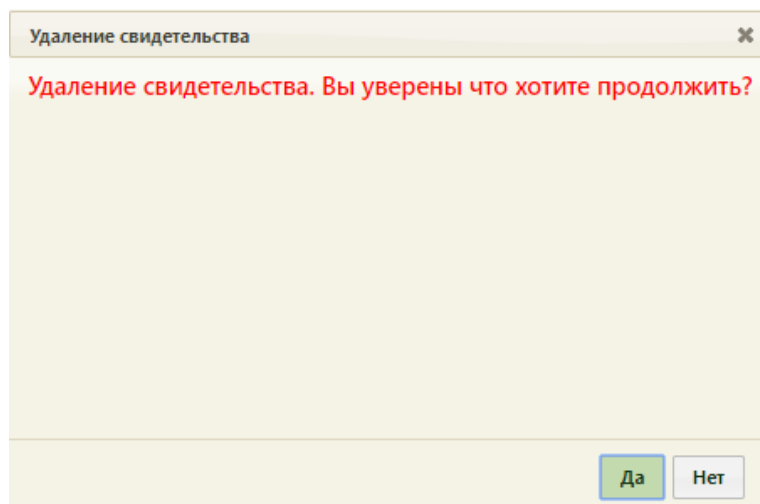 Удаление свидетельства
Удаление свидетельства. Вы уверены что хотите продолжить?
Да
Нет